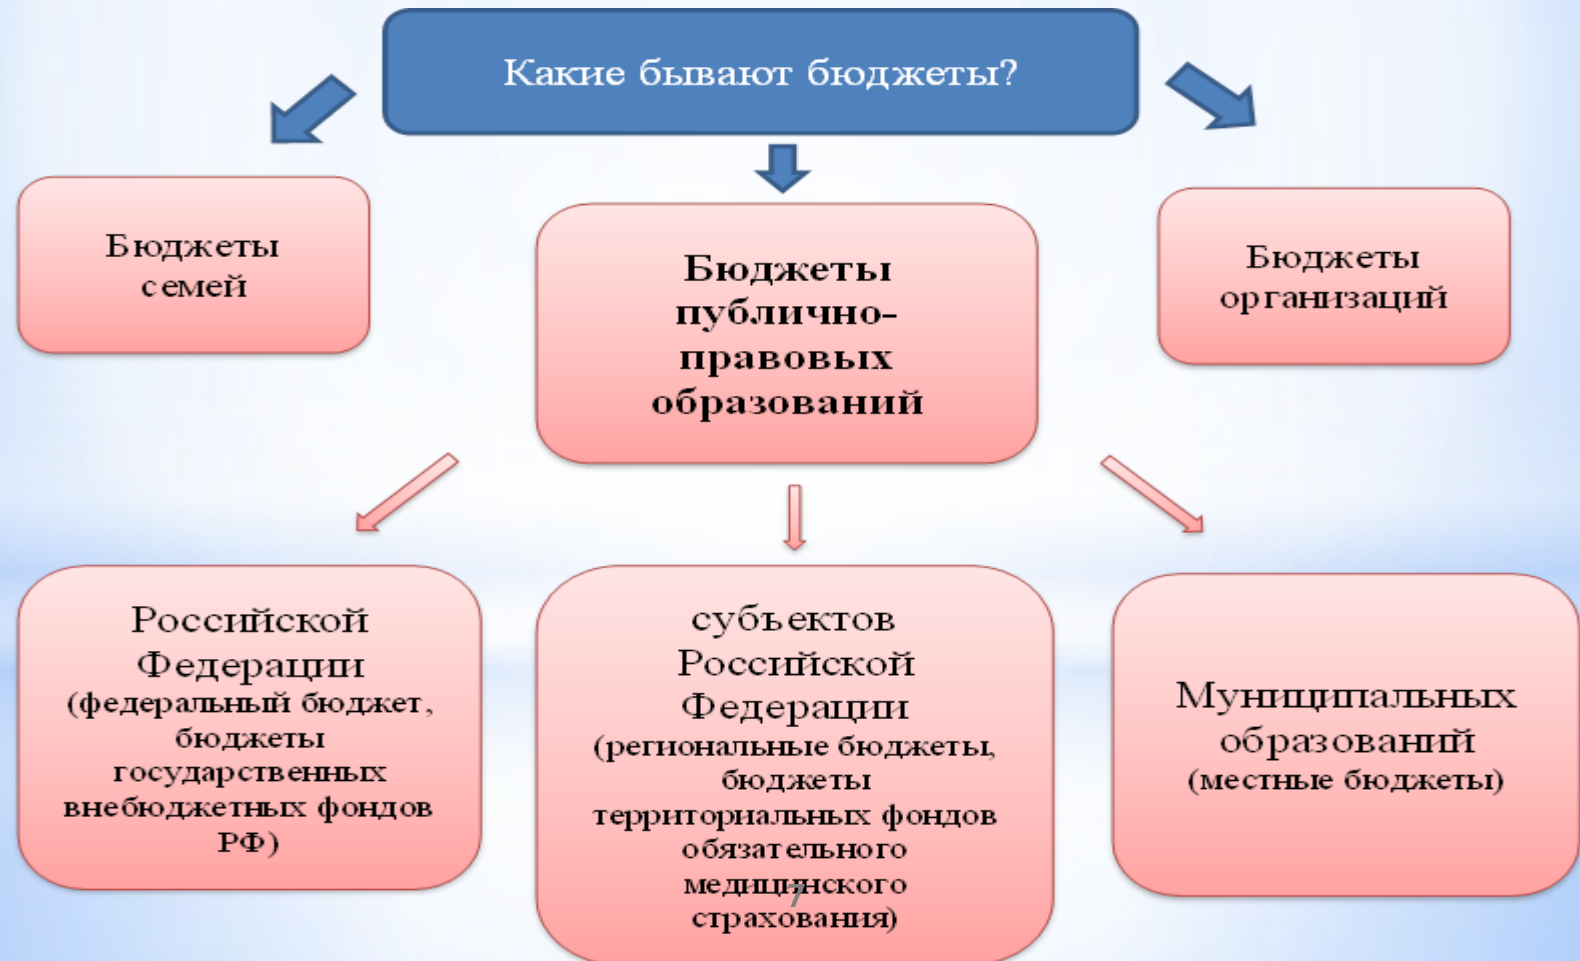 Какие бывают бюджеты?
Бюджеты
семей
Бюджеты
публично-
правовых
образований
Бюджеты
организаций
Российской
Федерации
(федеральный бюджет,
бюджеты
государственных
внебюджетных фондов
РФ)
субъектов
Российской
Федерации
(региональные бюджеты,
бюджеты
территориальных фондов
обязательного
медицинского
страхования)
7
Муниципальных
образований
(местные бюджеты)